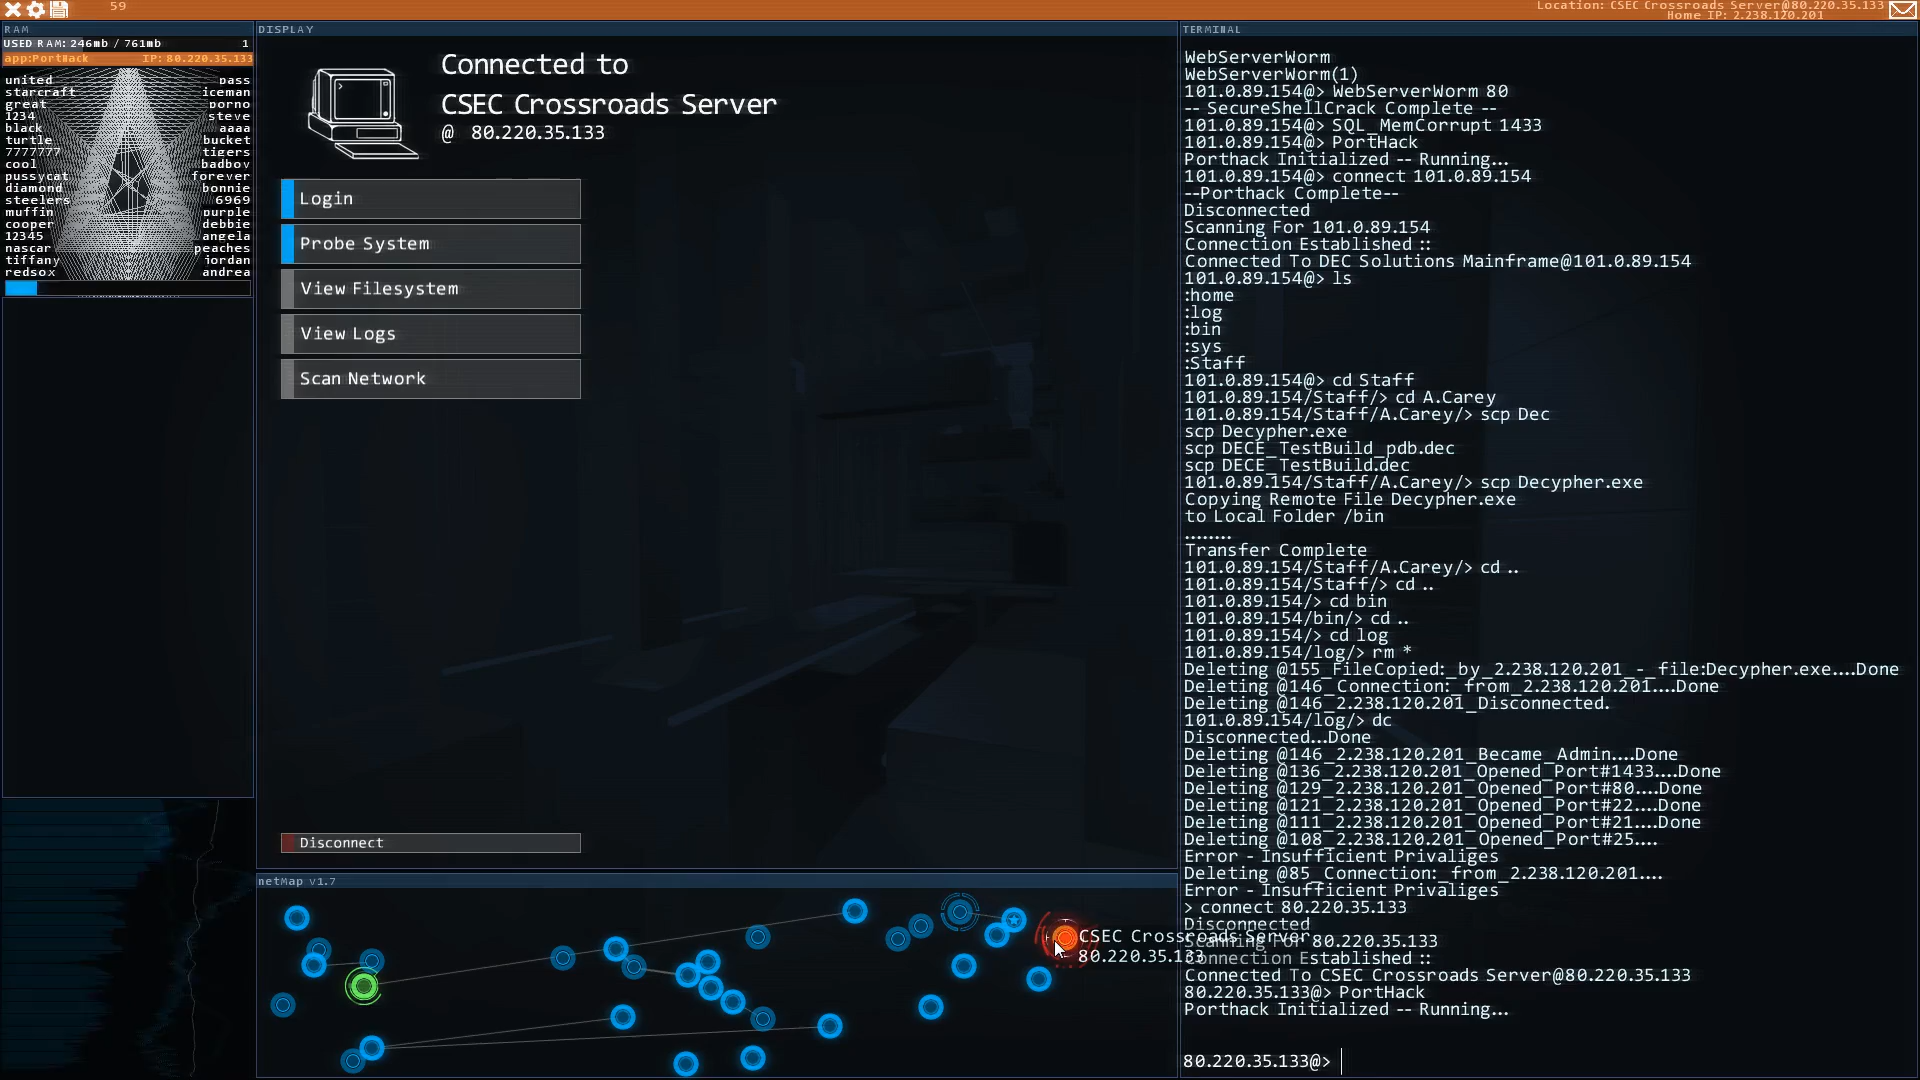 59
Location: CSEC Crossroads Server@80.220.35.133
Home IP: 2.238.120.201
RAM
USED RAM: 246mb / 761mb 1
app:PortHack IP: 80.220.35.133
united pass
starcraft iceman
great porno
1234 steve
black aaaa
turtle bucket
7777777 tigers
cool badboy
pussycat forever
diamond bonnie
steelers 6969
muffin purple
cooper debbie
12345 angela
nascar peaches
tiffany jordan
redsox andrea
DISPLAY
Connected to
CSEC Crossroads Server
@ 80.220.35.133
Login
Probe System
View Filesystem
View Logs
Scan Network
Disconnect
netMap v1.7
CSEC Crossroads Server
80.220.35.133
TERMINAL
WebServerWorm
WebServerWorm(1)
101.0.89.154@> WebServerWorm 80
-- SecureShellCrack Complete --
101.0.89.154@> SQL_MemCorrupt 1433
101.0.89.154@> PortHack
Porthack Initialized -- Running...
101.0.89.154@> connect 101.0.89.154
--Porthack Complete--
Disconnected
Scanning For 101.0.89.154
Connection Established ::
Connected To DEC Solutions Mainframe@101.0.89.154
101.0.89.154@> ls
:home
:log
:bin
:sys
:Staff
101.0.89.154@> cd Staff
101.0.89.154/Staff/> cd A.Carey
101.0.89.154/Staff/A.Carey/> scp Dec
scp Decypher.exe
scp DECE_TestBuild_pdb.dec
scp DECE_TestBuild.dec
101.0.89.154/Staff/A.Carey/> scp Decypher.exe
Copying Remote File Decypher.exe
to Local Folder /bin
........
Transfer Complete
101.0.89.154/Staff/A.Carey/> cd ..
101.0.89.154/Staff/> cd ..
101.0.89.154/> cd bin
101.0.89.154/bin/> cd ..
101.0.89.154/> cd log
101.0.89.154/log/> rm *
Deleting @155_FileCopied:_by_2.238.120.201_-_file:Decypher.exe....Done
Deleting @146_Connection:_from_2.238.120.201....Done
Deleting @146_2.238.120.201_Disconnected.
101.0.89.154/log/> dc
Disconnected...Done
Deleting @146_2.238.120.201_Became_Admin....Done
Deleting @136_2.238.120.201_Opened_Port#1433....Done
Deleting @129_2.238.120.201_Opened_Port#80....Done
Deleting @121_2.238.120.201_Opened_Port#22....Done
Deleting @111_2.238.120.201_Opened_Port#21....Done
Deleting @108_2.238.120.201_Opened_Port#25....
Error - Insufficient Privaliges
Deleting @85_Connection:_from_2.238.120.201....
Error - Insufficient Privaliges
> connect 80.220.35.133
Disconnected
Scanning For 80.220.35.133
Connection Established ::
Connected To CSEC Crossroads Server@80.220.35.133
80.220.35.133@> PortHack
Porthack Initialized -- Running...
80.220.35.133@>